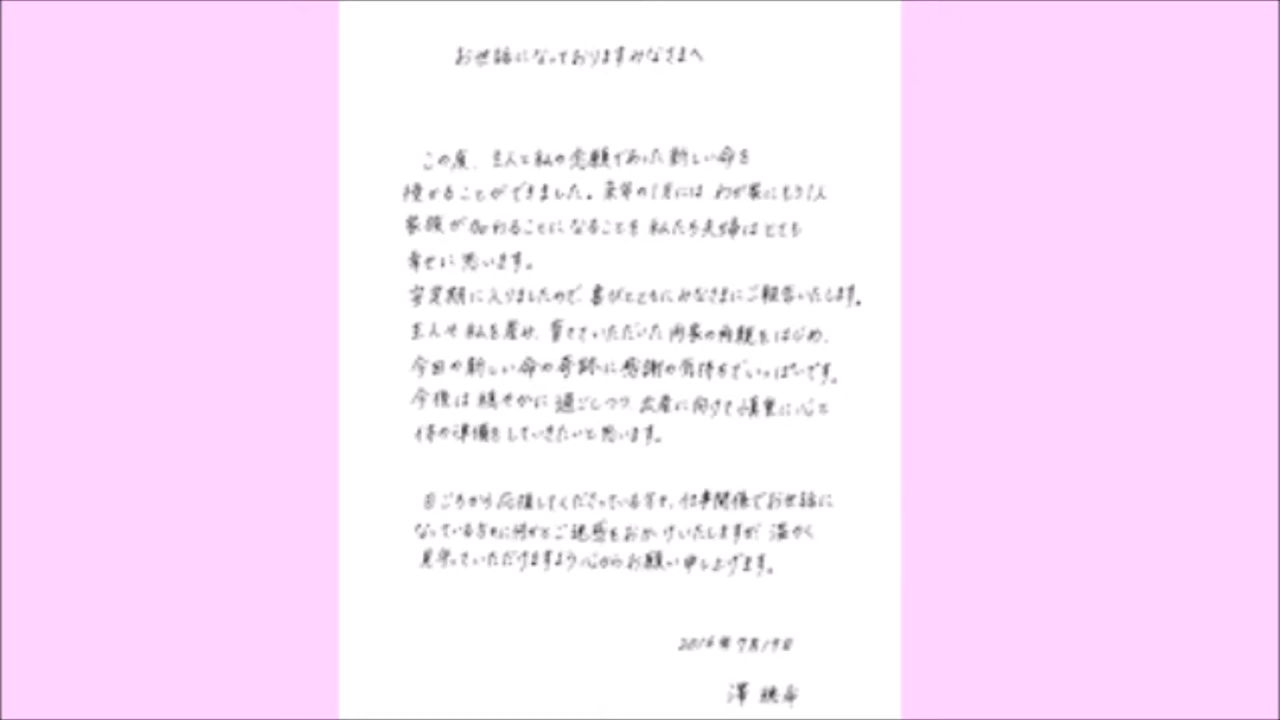 お世話になっておりますみなさまへ
この度、主人と私の念願であった新しい命を
授かることができました。来年の1月には わが家にもう1人
家族が加わることになることを 私たち夫婦はとても
幸せに思います。
安定期に入りましたので、喜びとともにみなさまにご報告いたします。
主人や私を産み、育てていただいた両家の両親をはじめ、
今回の新しい命の奇跡に感謝の気持ちでいっぱいです。
今後は穏やかに過ごしつつ 出産に向けて慎重に心と
体の準備をしていきたいと思います。
日ごろから応援してくださっている方々、仕事関係でお世話に
なっている方々に何かとご迷惑をおかけいたしますが、温かく
見守っていただけますよう心からお願い申し上げます。
2016年7月19日
澤 穂希